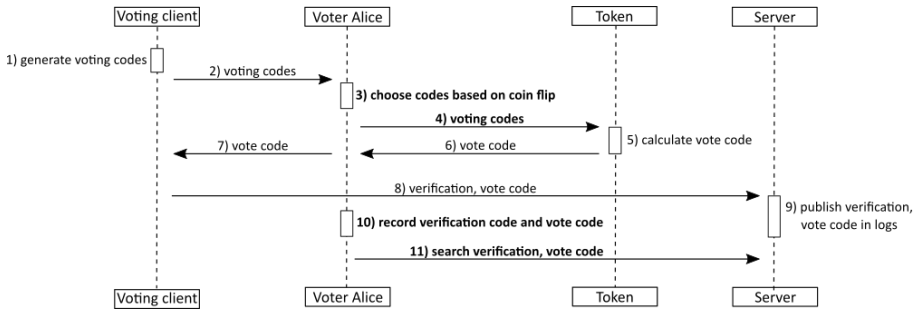 Voting client
Voter Alice
Token
Server
1) generate voting codes
2) voting codes
3) choose codes based on coin flip
4) voting codes
5) calculate vote code
7) vote code
6) vote code
8) verification, vote code
9) publish verification,
vote code in logs
10) record verification code and vote code
11) search verification, vote code
Voting client
Voter Alice
Token
Server